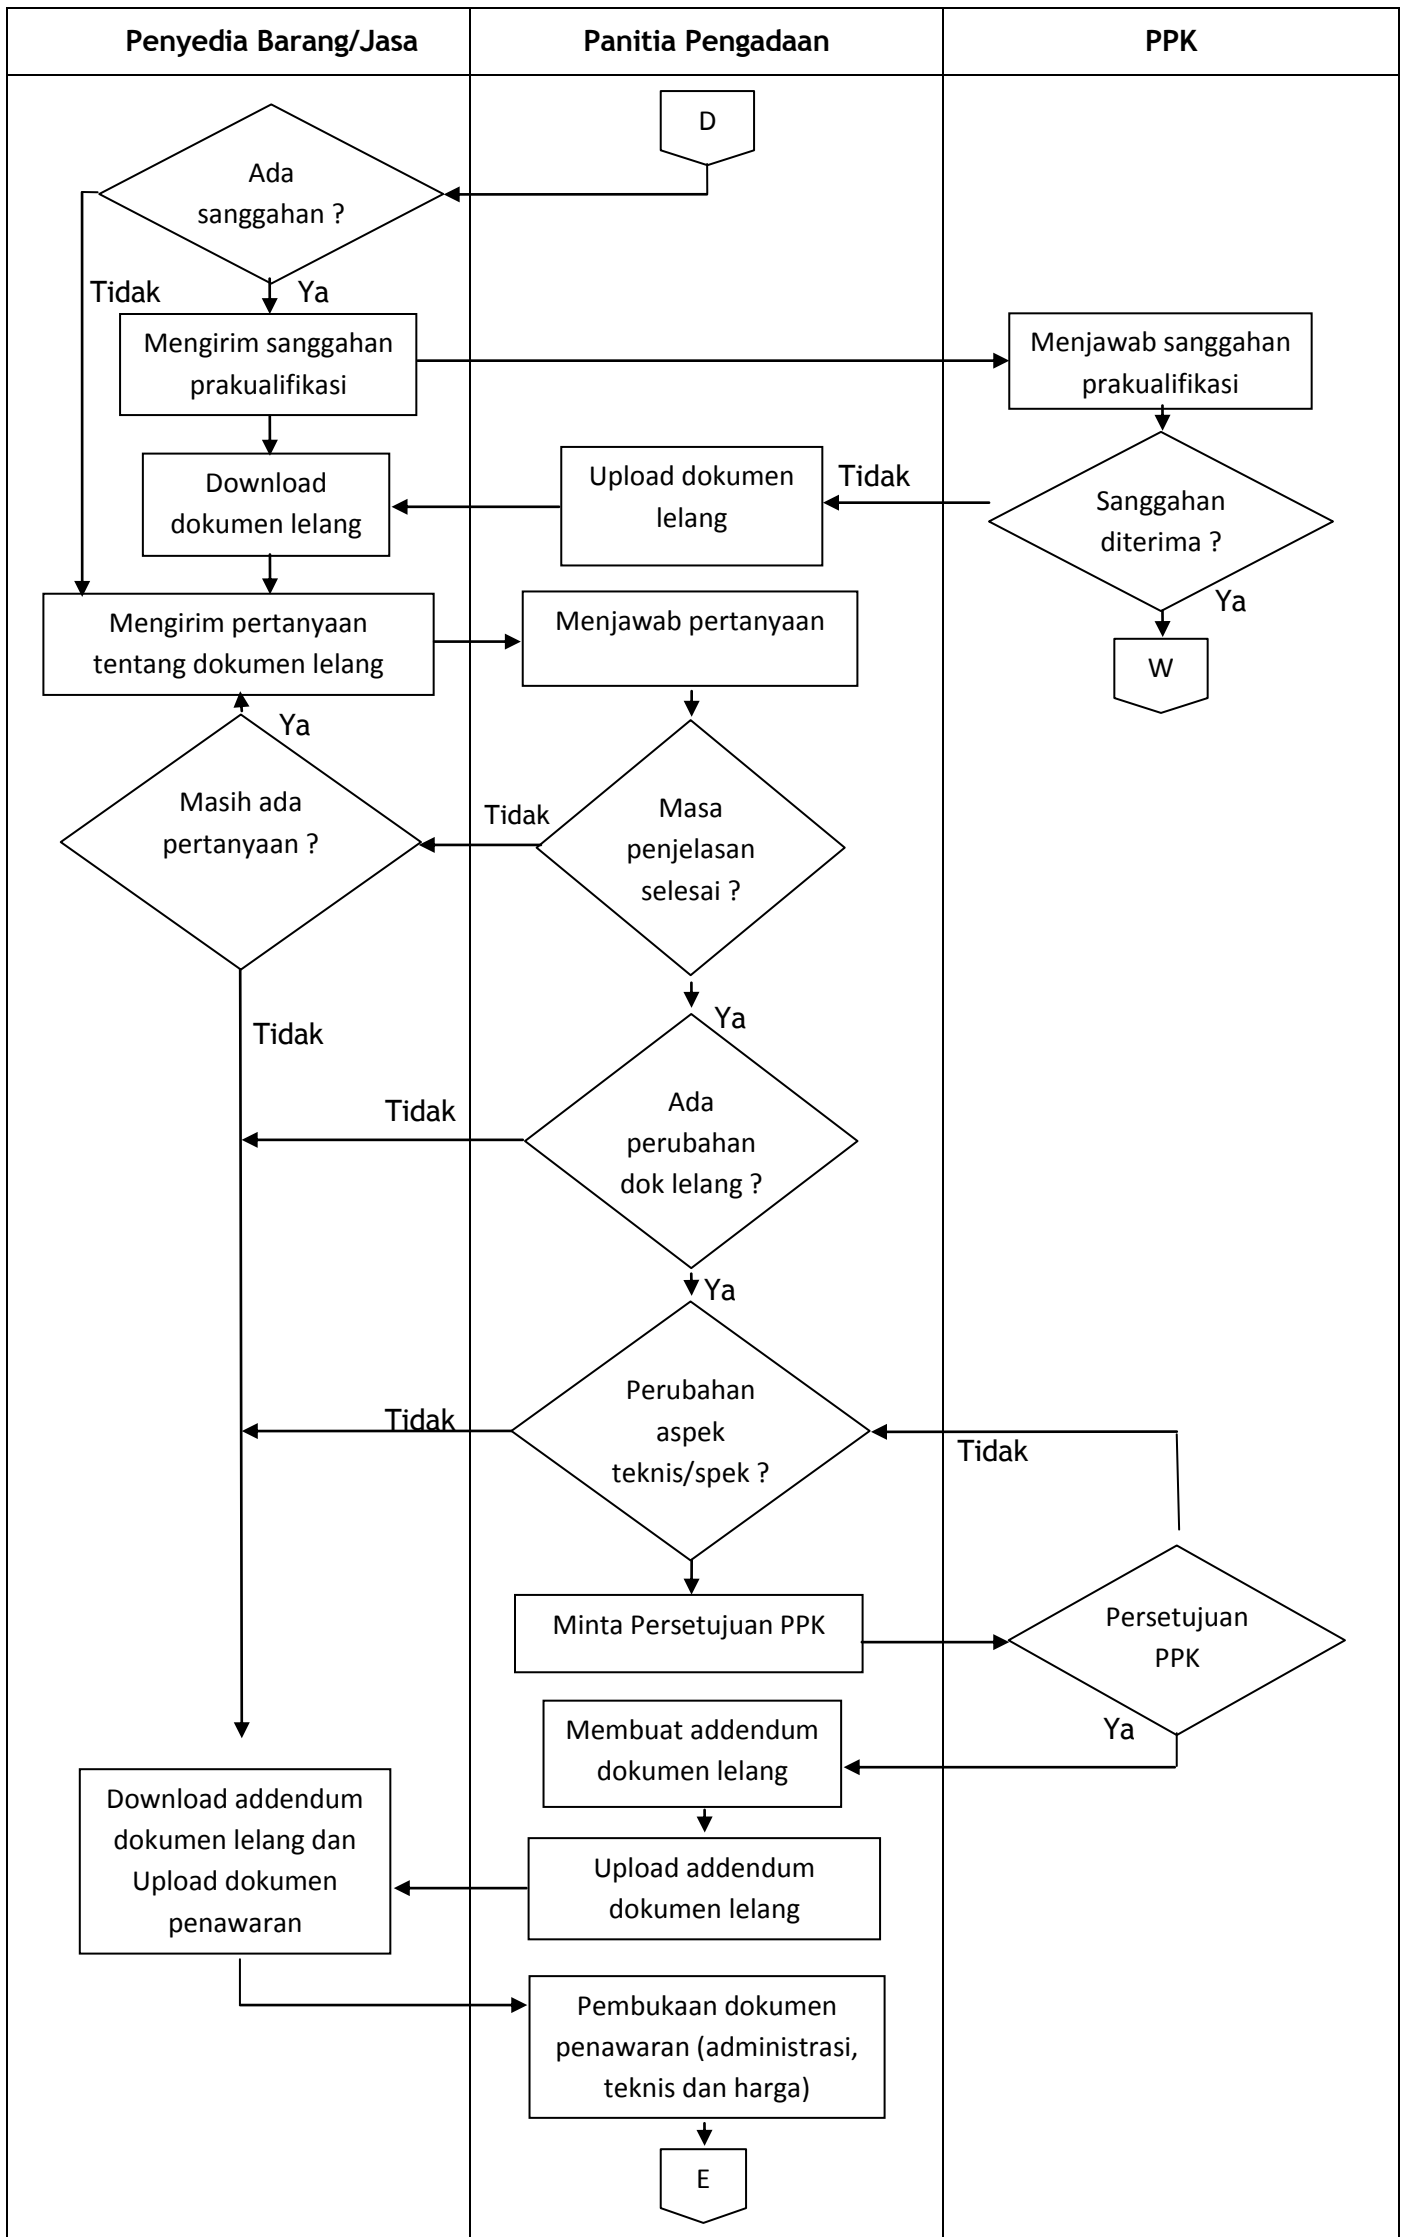 Penyedia Barang/Jasa
Panitia Pengadaan
PPK
D
Ada
sanggahan ?
Tidak
Ya
Mengirim sanggahan
prakualifikasi
Menjawab sanggahan
prakualifikasi
Download
dokumen lelang
Upload dokumen
lelang
Tidak
Sanggahan
diterima ?
Ya
W
Mengirim pertanyaan
tentang dokumen lelang
Menjawab pertanyaan
Ya
Masih ada
pertanyaan ?
Tidak
Masa
penjelasan
selesai ?
Ya
Tidak
Tidak
Ada
perubahan
dok lelang ?
Ya
Tidak
Perubahan
aspek
teknis/spek ?
Tidak
Minta Persetujuan PPK
Persetujuan
PPK
Ya
Membuat addendum
dokumen lelang
Download addendum
dokumen lelang dan
Upload dokumen
penawaran
Upload addendum
dokumen lelang
Pembukaan dokumen
penawaran (administrasi,
teknis dan harga)
E